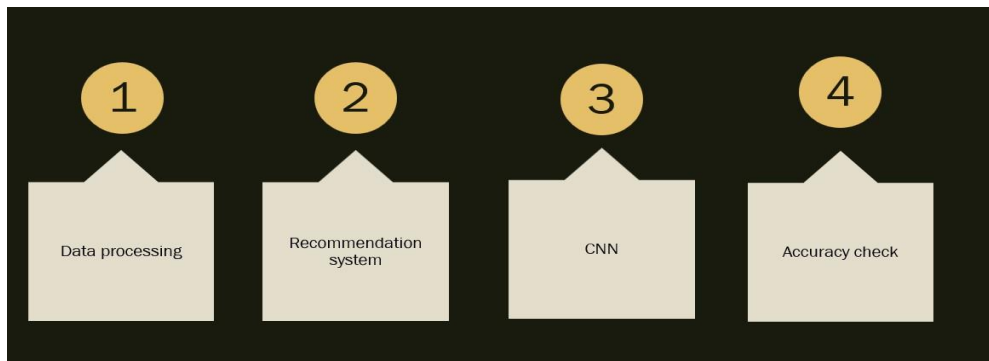 1
2
3
4
Data processing
Recommendation
system
CNN
Accuracy check